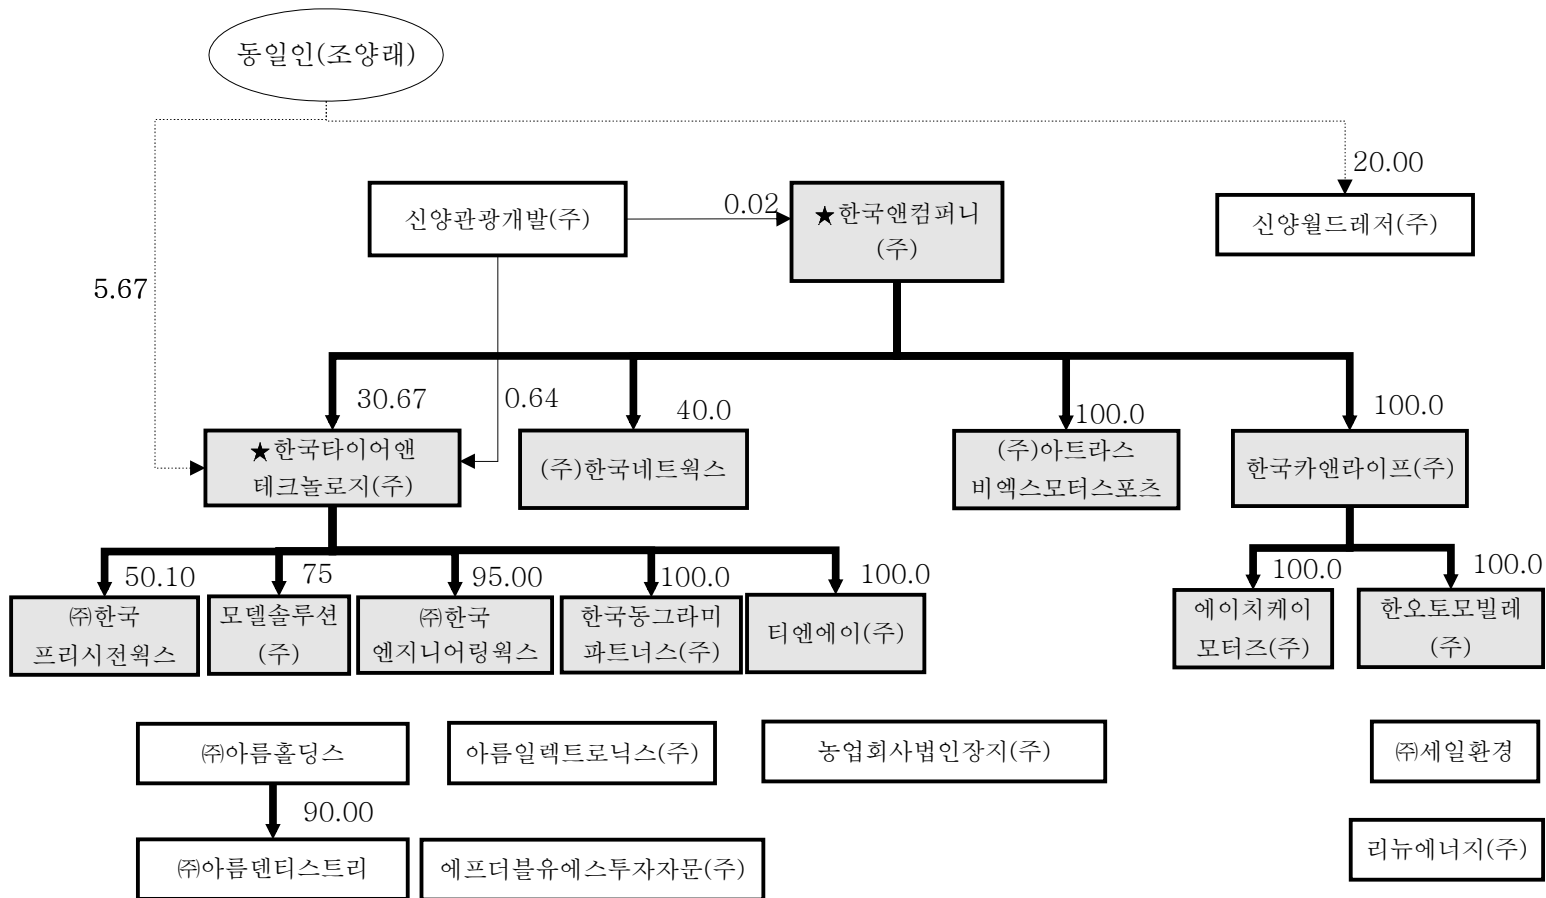 동일인(조양래)
20.00
신양관광개발(주)
0.02
★한국앤컴퍼니
(주)
신양월드레저(주)
5.67
30.67
0.64
40.0
100.0
100.0
★한국타이어앤
테크놀로지(주)
(주)한국네트웍스
(주)아트라스
비엑스모터스포츠
한국카앤라이프(주)
50.10
75
95.00
100.0
100.0
100.0
100.0
㈜한국
프리시전웍스
모델솔루션
(주)
㈜한국
엔지니어링웍스
한국동그라미
파트너스(주)
티엔에이(주)
에이치케이
모터즈(주)
한오토모빌레
(주)
㈜아름홀딩스
아름일렉트로닉스(주)
농업회사법인장지(주)
㈜세일환경
90.00
㈜아름덴티스트리
에프더블유에스투자자문(주)
리뉴에너지(주)